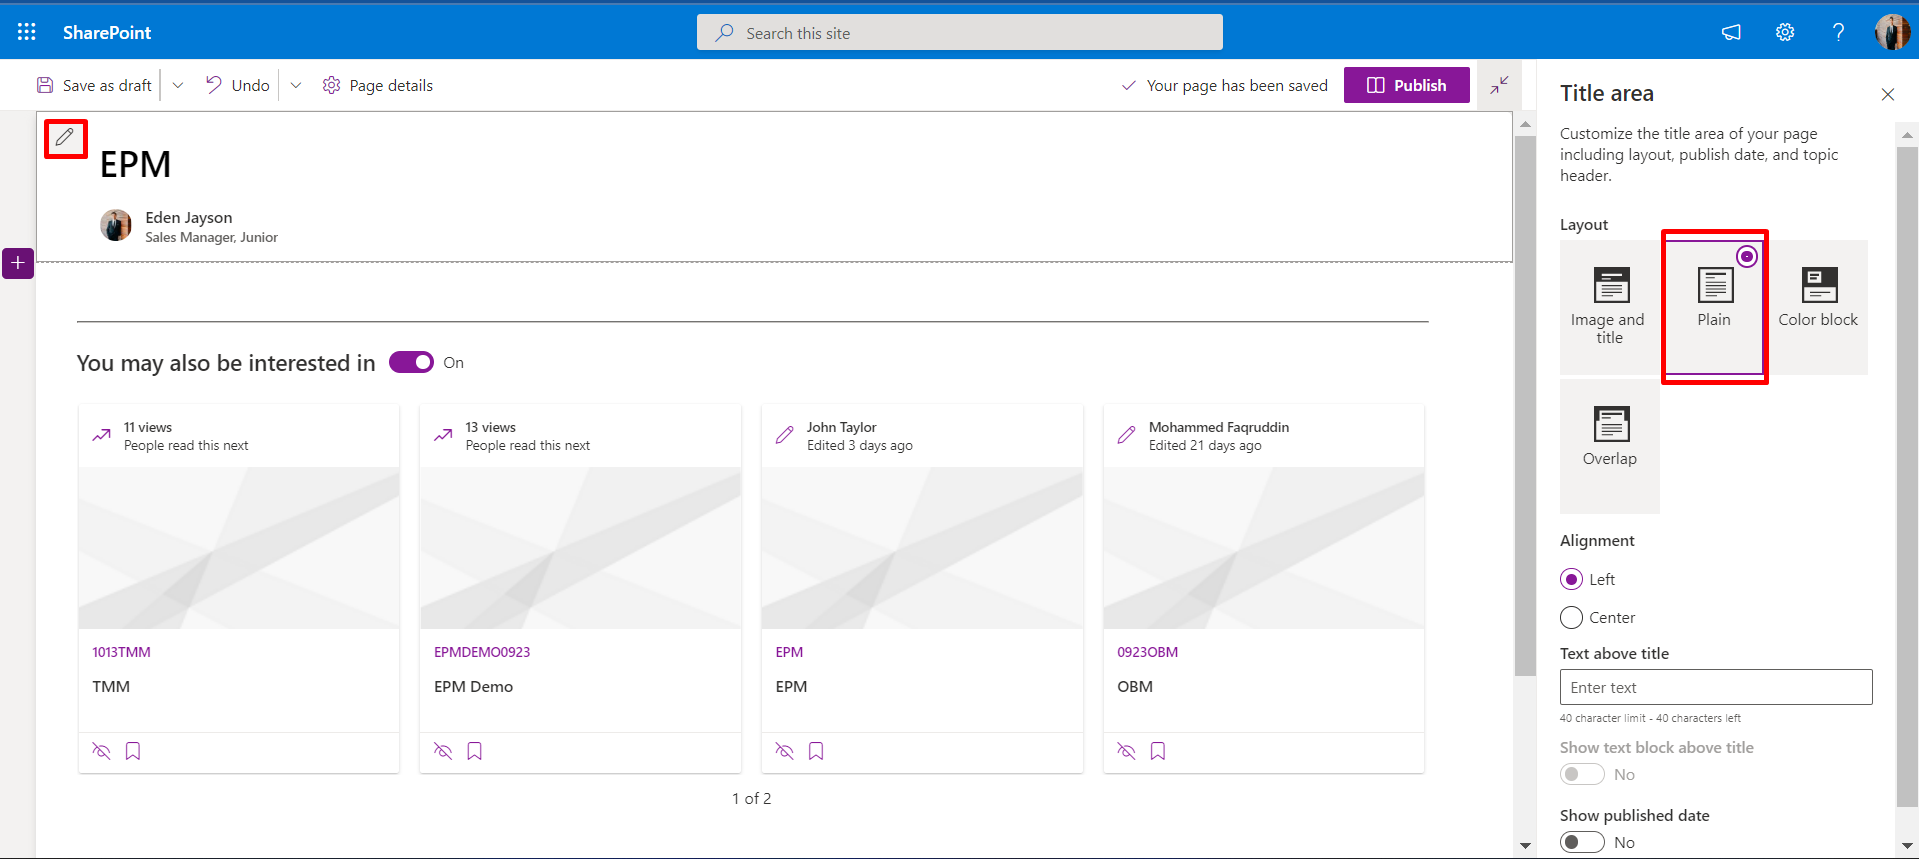 SharePoint
Search this site
?
Save as draft
Undo
Page details
Your page has been saved
Publish
EPM
Eden Jayson
Sales Manager, Junior
You may also be interested in
On
11 views
People read this next
1013TMM
TMM
13 views
People read this next
EPMDEMO0923
EPM Demo
John Taylor
Edited 3 days ago
EPM
EPM
Mohammed Faqruddin
Edited 21 days ago
0923OBM
OBM
1 of 2
Title area
Customize the title area of your page
including layout, publish date, and topic
header.
Layout
Image and
title
Plain
Color block
Overlap
Alignment
Left
Center
Text above title
Enter text
40 character limit - 40 characters left
Show text block above title
No
Show published date
No